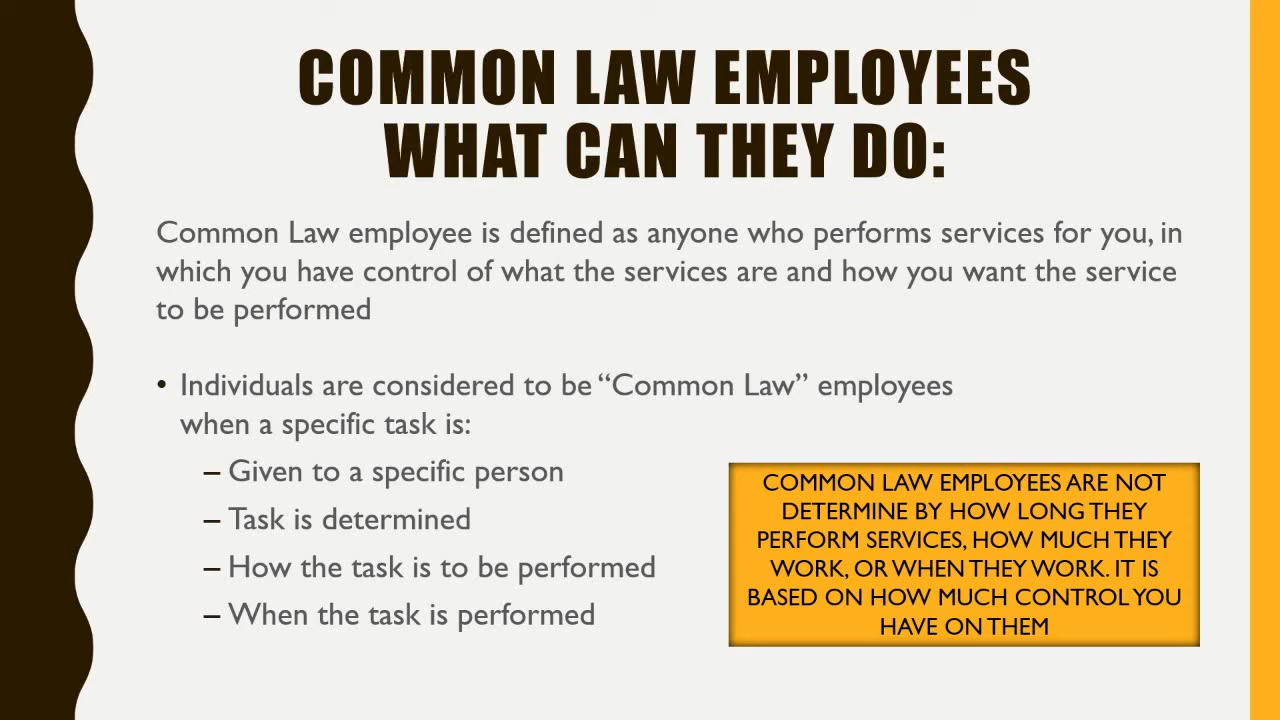 COMMON LAW EMPLOYEES
WHAT CAN THEY DO:
Common Law employee is defined as anyone who performs services for you, in
which you have control of what the services are and how you want the service
to be performed
• Individuals are considered to be “Common Law” employees
when a specific task is:
– Given to a specific person
– Task is determined
– How the task is to be performed
– When the task is performed
COMMON LAW EMPLOYEES ARE NOT
DETERMINE BY HOW LONG THEY
PERFORM SERVICES, HOW MUCH THEY
WORK, OR WHEN THEY WORK. IT IS
BASED ON HOW MUCH CONTROL YOU
HAVE ON THEM